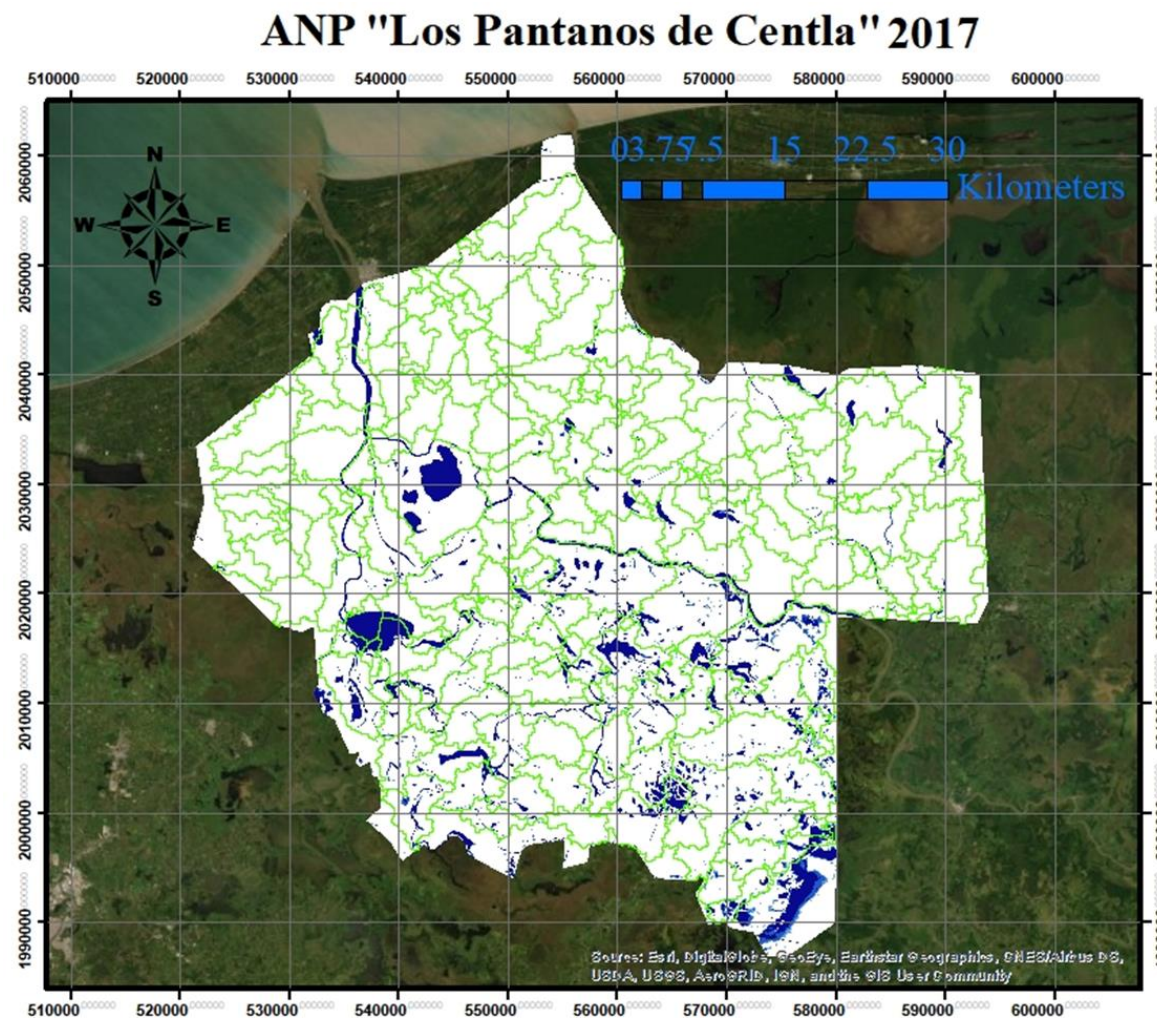 ANP "Los Pantanos de Centla" 2017
510000 520000 530000 540000 550000 560000 570000 580000 590000 600000
03.757.5 15 22.5 30
Kilometers
N
W E
S
2060000
2050000
2040000
2030000
2020000
2010000
2000000
1990000
Source: Esri, DigitalGlobe, GeoEye, Earthstar Geographics, CNES/Airbus DS,
USDA, USGS, AeroGRID, IGN, and the GIS User Community
510000 520000 530000 540000 550000 560000 570000 580000 590000 600000